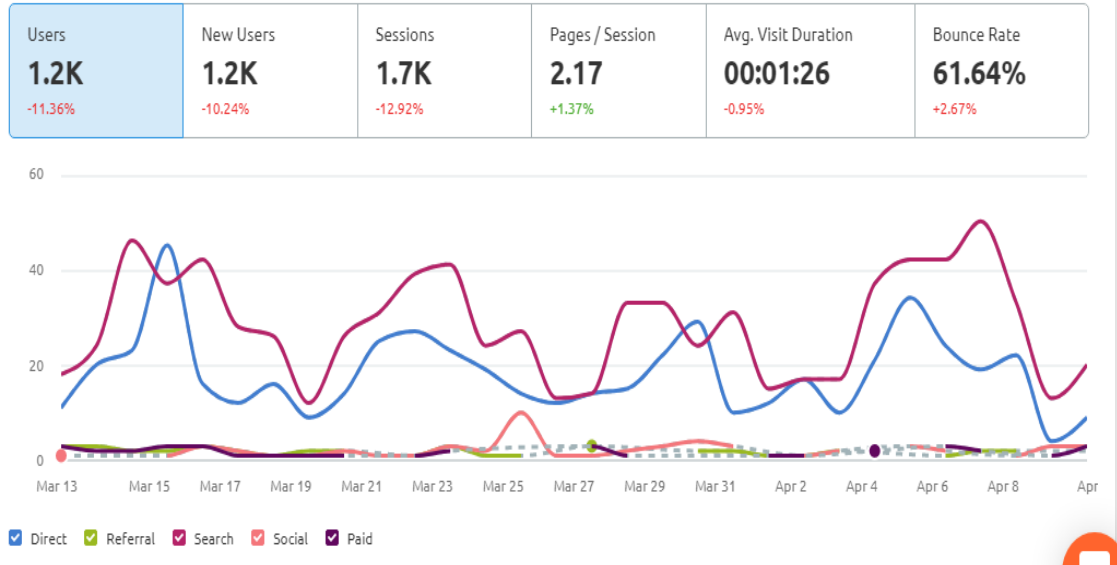 Users New Users Sessions Pages / Session Avg. Visit Duration Bounce Rate
1.2K 1.2K 1.7K 2.17 00:01:26 61.64%
-11.36% -10.24% -12.92% +1.37% -0.95% +2.67%
60
40
20
0
Mar 13 Mar 15 Mar 17 Mar 19 Mar 21 Mar 23 Mar 25 Mar 27 Mar 29 Mar 31 Apr 2 Apr 4 Apr 6 Apr 8 Apr
Direct Referral Search Social Paid